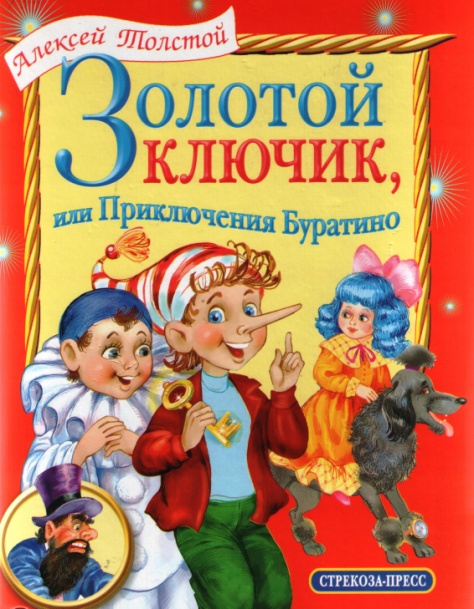 Алексей Толстой
Золотой
ключик,
или Приключения Буратино
СТРЕКОЗА-ПРЕСС